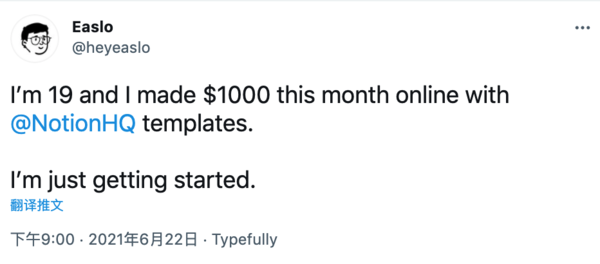 Easlo
@heyeaslo
I'm 19 and I made $1000 this month online with
@NotionHQ templates.
I'm just getting started.
翻译推文
下午9:00 · 2021年6月22日 · Typefully